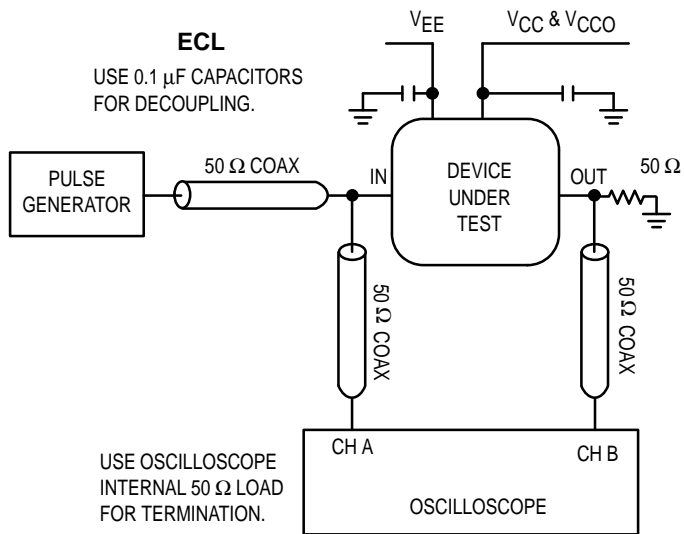 V_EE
V_CC & V_CCO
ECL
USE 0.1 μF CAPACITORS
FOR DECOUPLING.
50 Ω COAX
IN
DEVICE
UNDER
TEST
OUT
50 Ω
PULSE
GENERATOR
50 Ω
COAX
50 Ω
COAX
CH A
CH B
USE OSCILLOSCOPE
INTERNAL 50 Ω LOAD
FOR TERMINATION.
OSCILLOSCOPE